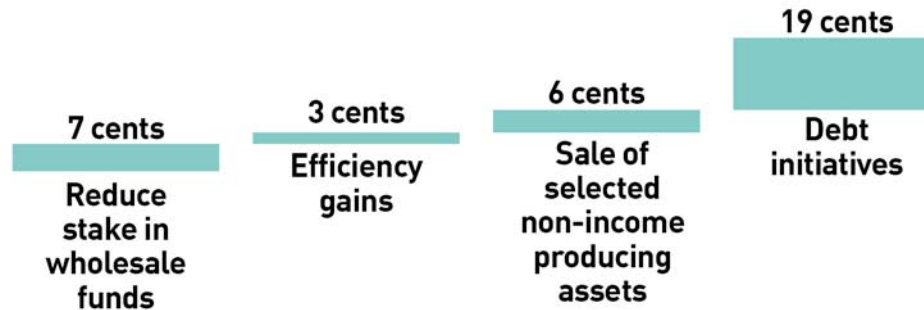 7 cents
Reduce
stake in
wholesale
funds
3 cents
Efficiency
gains
6 cents
Sale of
selected
non-income
producing
assets
19 cents
Debt
initiatives